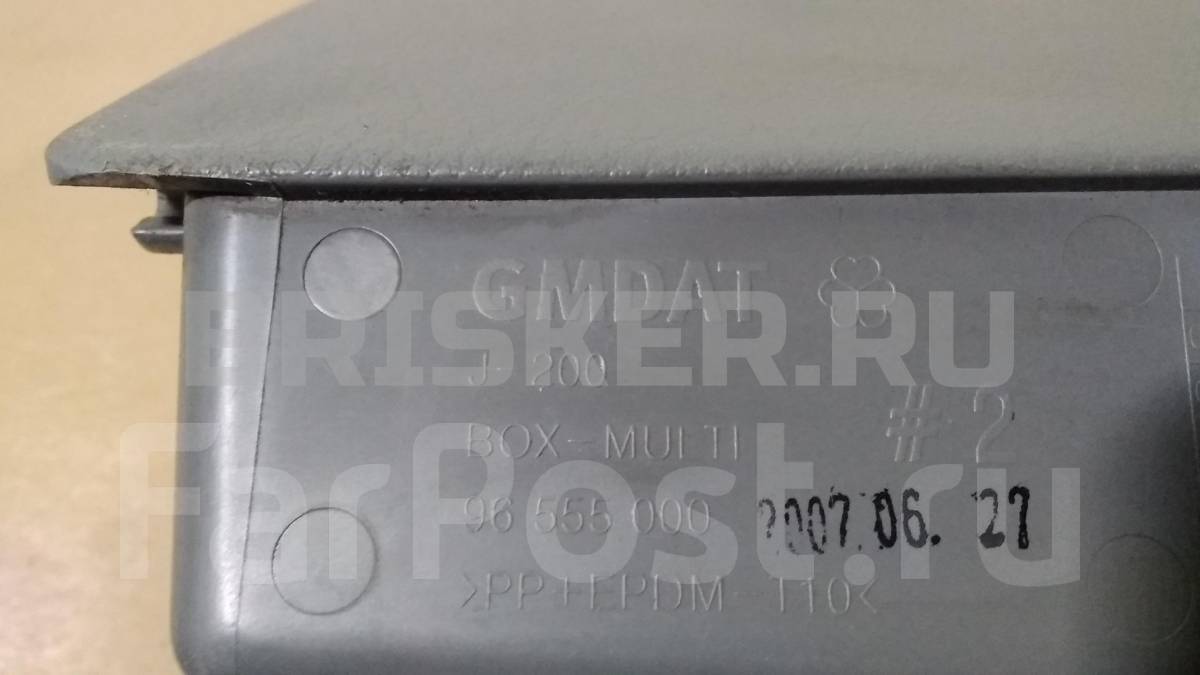 GMDAT
J-200
#2
BOX-MULTI
96 555 000 2007.06.27
>PP+EPDM-T10<
BRISKER.RU
FarPost.ru